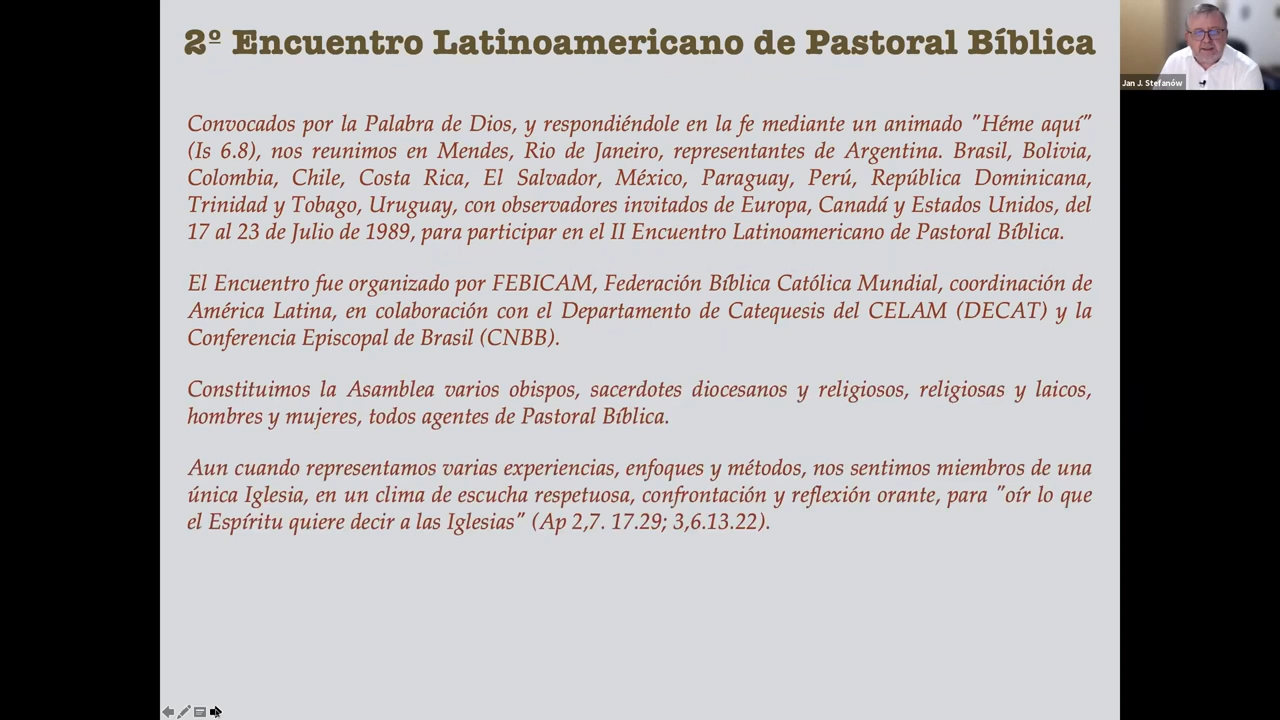 2º Encuentro Latinoamericano de Pastoral Bíblica
Jan J. Stefanów
Convocados por la Palabra de Dios, y respondiéndole en la fe mediante un animado "Héme aquí"
(Is 6.8), nos reunimos en Mendes, Rio de Janeiro, representantes de Argentina. Brasil, Bolivia,
Colombia, Chile, Costa Rica, El Salvador, México, Paraguay, Perú, República Dominicana,
Trinidad y Tobago, Uruguay, con observadores invitados de Europa, Canadá y Estados Unidos, del
17 al 23 de Julio de 1989, para participar en el II Encuentro Latinoamericano de Pastoral Bíblica.
El Encuentro fue organizado por FEBICAM, Federación Bíblica Católica Mundial, coordinación de
América Latina, en colaboración con el Departamento de Catequesis del CELAM (DECAT) y la
Conferencia Episcopal de Brasil (CNBB).
Constituimos la Asamblea varios obispos, sacerdotes diocesanos y religiosos, religiosas y laicos,
hombres y mujeres, todos agentes de Pastoral Bíblica.
Aun cuando representamos varias experiencias, enfoques y métodos, nos sentimos miembros de una
única Iglesia, en un clima de escucha respetuosa, confrontación y reflexión orante, para "oír lo que
el Espíritu quiere decir a las Iglesias" (Ap 2,7. 17.29; 3,6.13.22).